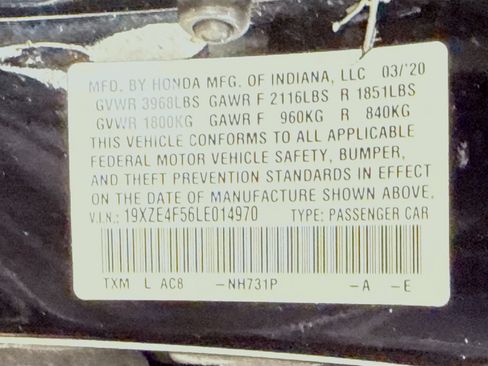 MFD. BY HONDA MFG. OF INDIANA, LLC 03/'20
GVWR 3968LBS GAWR F 2116LBS R 1851LBS
GVWR 1800KG GAWR F 960KG R 840KG
THIS VEHICLE CONFORMS TO ALL APPLICABLE
FEDERAL MOTOR VEHICLE SAFETY, BUMPER,
AND THEFT PREVENTION STANDARDS IN EFFECT
ON THE DATE OF MANUFACTURE SHOWN ABOVE.
V.I.N.: 19XZE4F56LE014970 TYPE: PASSENGER CAR
TXM L AC8 -NH731P -A -E